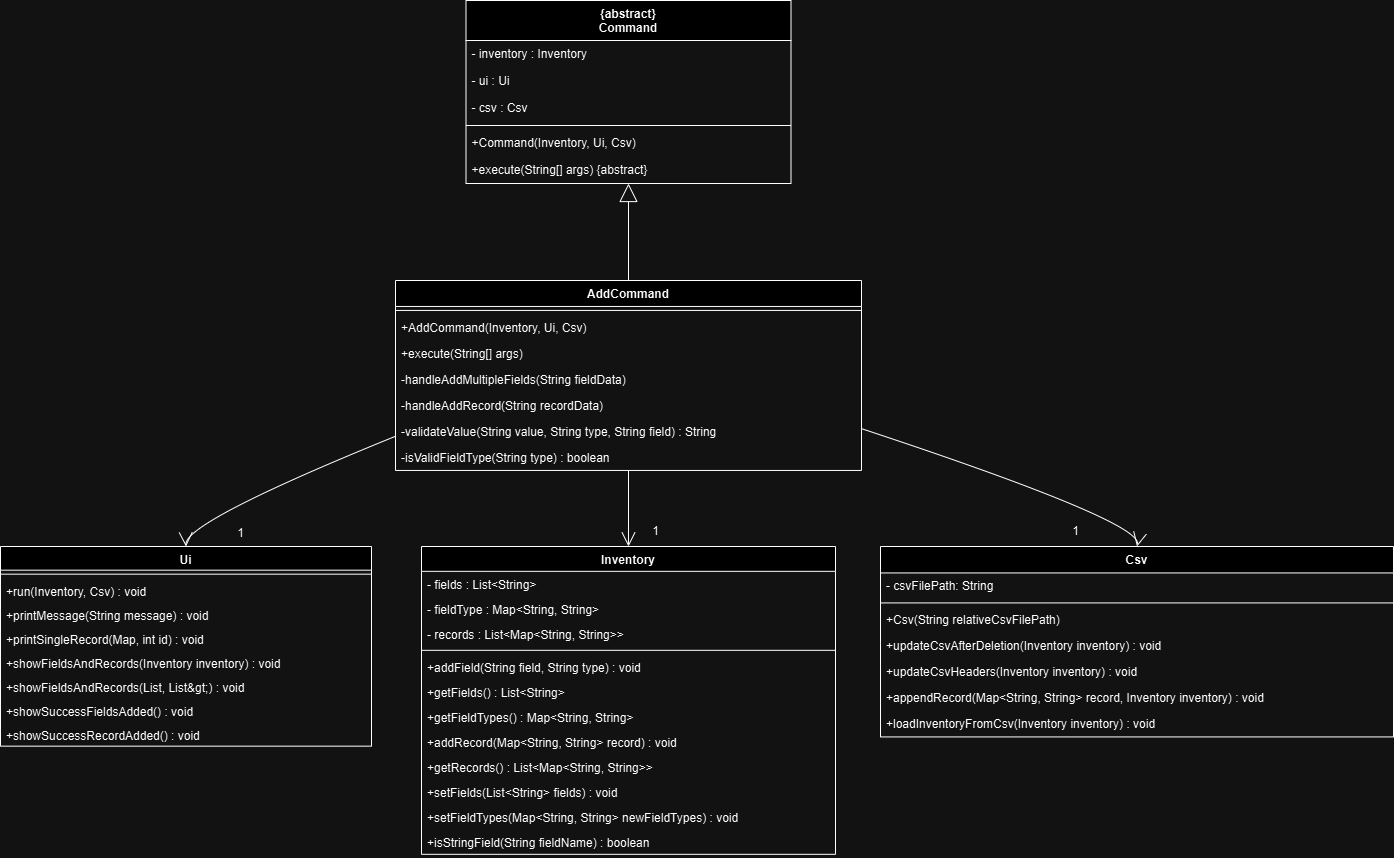 {abstract}
Command
- inventory : Inventory
- ui : Ui
- csv : Csv
+Command(Inventory, Ui, Csv)
+execute(String[] args) {abstract}
AddCommand
+AddCommand(Inventory, Ui, Csv)
+execute(String[] args)
-handleAddMultipleFields(String fieldData)
-handleAddRecord(String recordData)
-validateValue(String value, String type, String field) : String
-isValidFieldType(String type) : boolean
1
1
1
Ui
+run(Inventory, Csv) : void
+printMessage(String message) : void
+printSingleRecord(Map, int id) : void
+showFieldsAndRecords(Inventory inventory) : void
+showFieldsAndRecords(List, List&gt;) : void
+showSuccessFieldsAdded() : void
+showSuccessRecordAdded() : void
Inventory
- fields : List<String>
- fieldType : Map<String, String>
- records : List<Map<String, String>>
+addField(String field, String type) : void
+getFields() : List<String>
+getFieldTypes() : Map<String, String>
+addRecord(Map<String, String> record) : void
+getRecords() : List<Map<String, String>>
+setFields(List<String> fields) : void
+setFieldTypes(Map<String, String> newFieldTypes) : void
+isStringField(String fieldName) : boolean
Csv
- csvFilePath: String
+Csv(String relativeCsvFilePath)
+updateCsvAfterDeletion(Inventory inventory) : void
+updateCsvHeaders(Inventory inventory) : void
+appendRecord(Map<String, String> record, Inventory inventory) : void
+loadInventoryFromCsv(Inventory inventory) : void